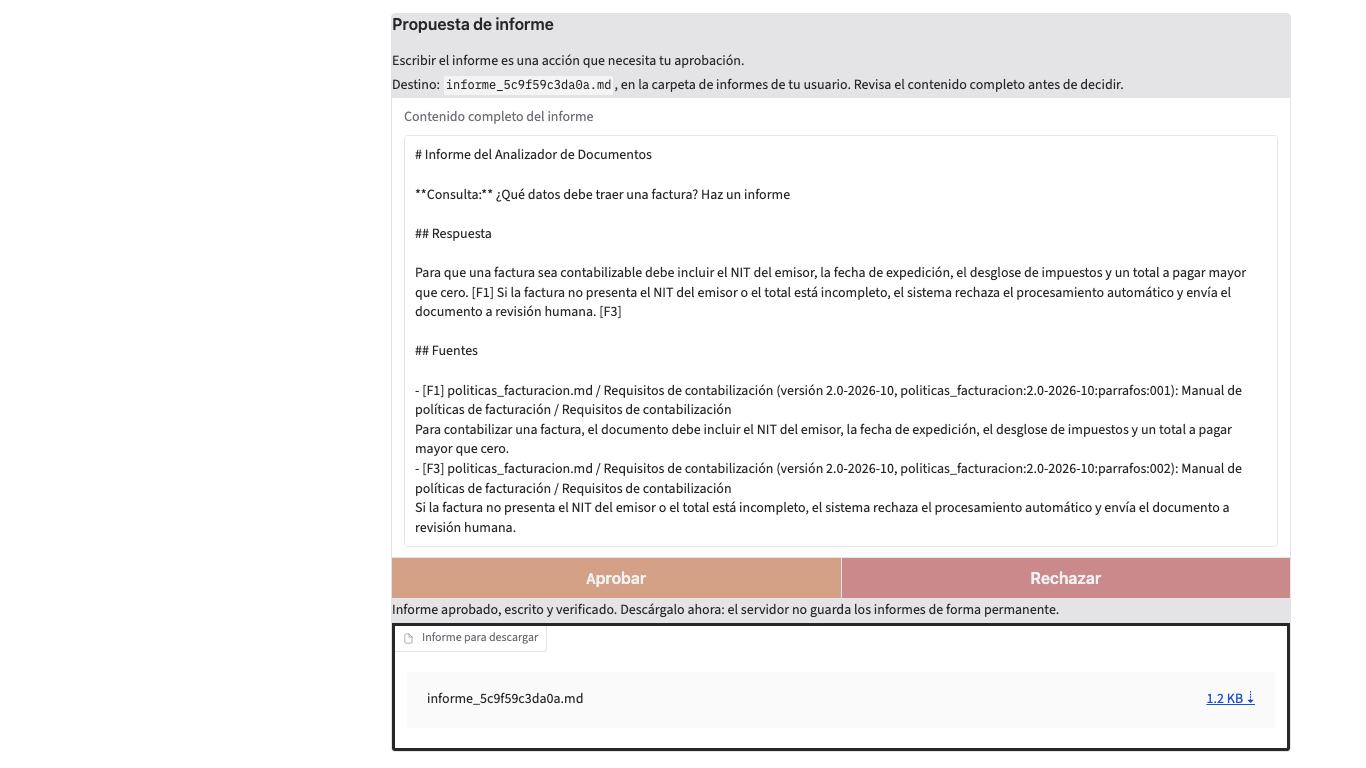 Propuesta de informe
Escribir el informe es una acción que necesita tu aprobación.
Destino: informe_5c9f59c3da0a.md, en la carpeta de informes de tu usuario. Revisa el contenido completo antes de decidir.
Contenido completo del informe
# Informe del Analizador de Documentos
**Consulta:** ¿Qué datos debe traer una factura? Haz un informe
## Respuesta
Para que una factura sea contabilizable debe incluir el NIT del emisor, la fecha de expedición, el desglose de impuestos y un total a pagar mayor
que cero. [F1] Si la factura no presenta el NIT del emisor o el total está incompleto, el sistema rechaza el procesamiento automático y envía el
documento a revisión humana. [F3]
## Fuentes
- [F1] politicas_facturacion.md / Requisitos de contabilización (versión 2.0-2026-10, politicas_facturacion:2.0-2026-10:parrafos:001): Manual de
políticas de facturación / Requisitos de contabilización
Para contabilizar una factura, el documento debe incluir el NIT del emisor, la fecha de expedición, el desglose de impuestos y un total a pagar
mayor que cero.
- [F3] politicas_facturacion.md / Requisitos de contabilización (versión 2.0-2026-10, politicas_facturacion:2.0-2026-10:parrafos:002): Manual de
políticas de facturación / Requisitos de contabilización
Si la factura no presenta el NIT del emisor o el total está incompleto, el sistema rechaza el procesamiento automático y envía el documento a
revisión humana.
Aprobar
Rechazar
Informe aprobado, escrito y verificado. Descárgalo ahora: el servidor no guarda los informes de forma permanente.
Informe para descargar
informe_5c9f59c3da0a.md
1.2 KB ⇣